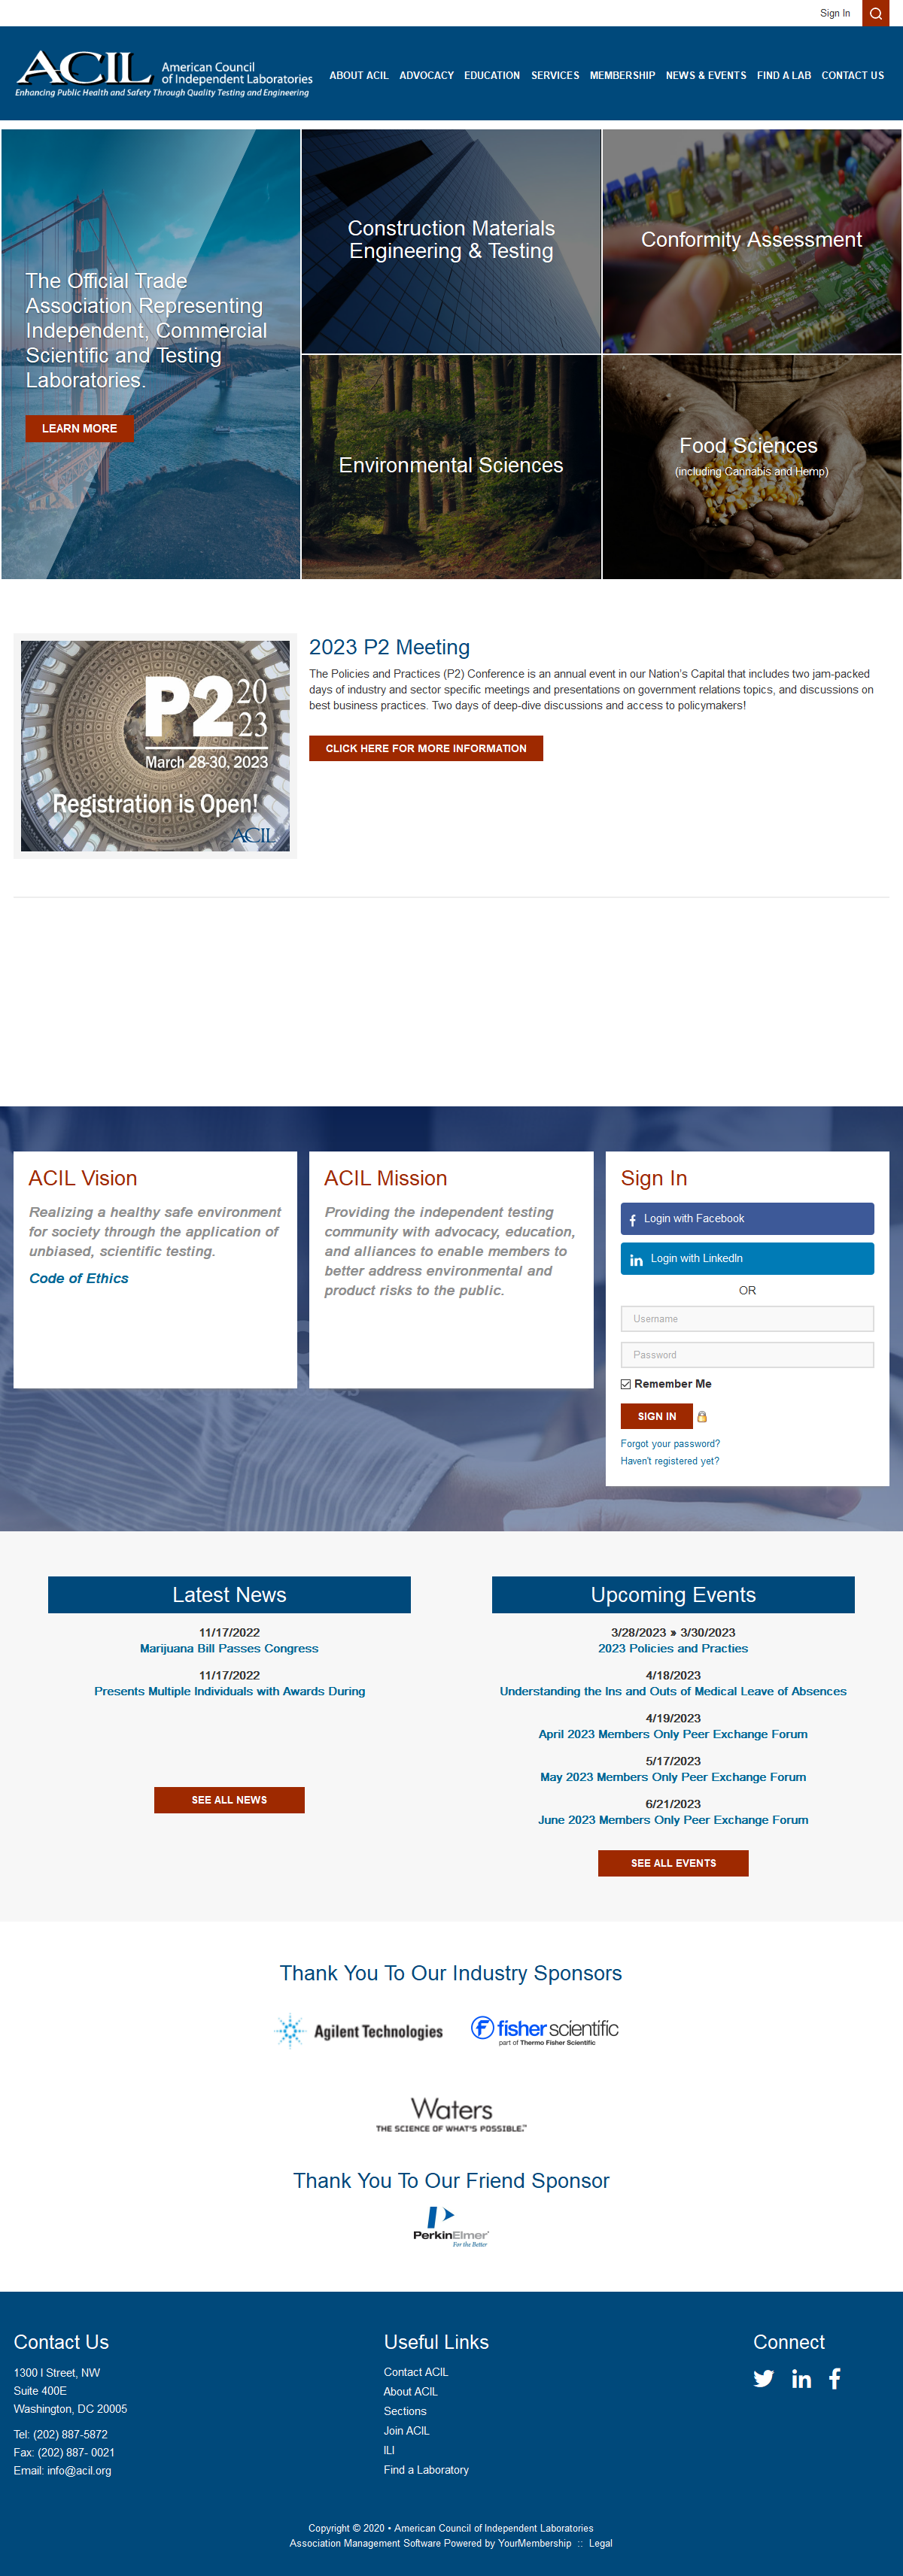 Sign In
ACIL
American Council
of Independent Laboratories
Enhancing Public Health and Safety Through Quality Testing and Engineering
ABOUT ACIL ADVOCACY EDUCATION SERVICES MEMBERSHIP NEWS & EVENTS FIND A LAB CONTACT US
The Official Trade
Association Representing
Independent, Commercial
Scientific and Testing
Laboratories.
LEARN MORE
Construction Materials
Engineering & Testing
Conformity Assessment
Environmental Sciences
Food Sciences
(including Cannabis and Hemp)
P2 20
23
March 28-30, 2023
Registration is Open!
ACIL
2023 P2 Meeting
The Policies and Practices (P2) Conference is an annual event in our Nation's Capital that includes two jam-packed
days of industry and sector specific meetings and presentations on government relations topics, and discussions on
best business practices. Two days of deep-dive discussions and access to policymakers!
CLICK HERE FOR MORE INFORMATION
ACIL Vision
Realizing a healthy safe environment
for society through the application of
unbiased, scientific testing.
Code of Ethics
ACIL Mission
Providing the independent testing
community with advocacy, education,
and alliances to enable members to
better address environmental and
product risks to the public.
Sign In
Login with Facebook
Login with LinkedIn
OR
Username
Password
Remember Me
SIGN IN
Forgot your password?
Haven't registered yet?
Latest News
11/17/2022
Marijuana Bill Passes Congress
11/17/2022
Presents Multiple Individuals with Awards During
SEE ALL NEWS
Upcoming Events
3/28/2023 » 3/30/2023
2023 Policies and Practies
4/18/2023
Understanding the Ins and Outs of Medical Leave of Absences
4/19/2023
April 2023 Members Only Peer Exchange Forum
5/17/2023
May 2023 Members Only Peer Exchange Forum
6/21/2023
June 2023 Members Only Peer Exchange Forum
SEE ALL EVENTS
Thank You To Our Industry Sponsors
Agilent Technologies
fisher scientific
part of Thermo Fisher Scientific
Waters
THE SCIENCE OF WHAT'S POSSIBLE.™
Thank You To Our Friend Sponsor
PerkinElmer
For the Better
Contact Us
1300 I Street, NW
Suite 400E
Washington, DC 20005
Tel: (202) 887-5872
Fax: (202) 887- 0021
Email: info@acil.org
Useful Links
Contact ACIL
About ACIL
Sections
Join ACIL
ILI
Find a Laboratory
Connect
Copyright © 2020 • American Council of Independent Laboratories
Association Management Software Powered by YourMembership :: Legal